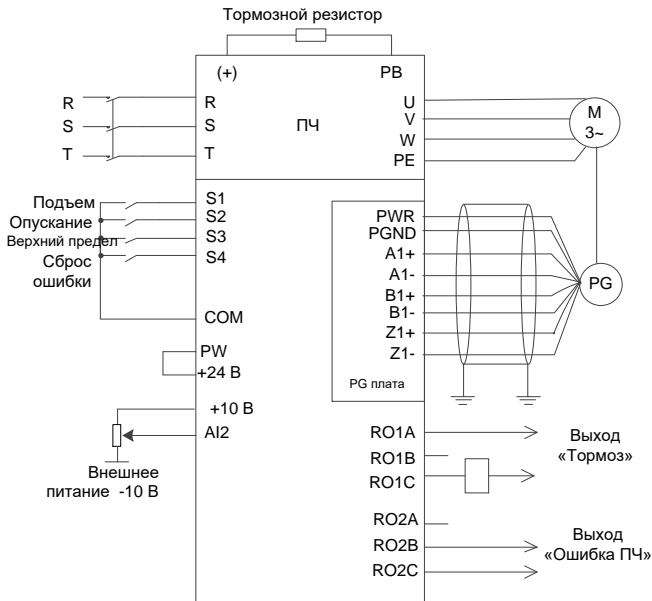 Тормозной резистор
(+)
PB
R
S
T
R
S
T
ПЧ
U
V
W
PE
M
3~
Подъем
Опускание
Верхний предел
Сброс
ошибки
S1
S2
S3
S4
COM
PW
+24 В
+10 В
AI2
Внешнее
питание -10 В
PWR
PGND
A1+
A1-
B1+
B1-
Z1+
Z1-
PG плата
PG
RO1A
RO1B
RO1C
Выход
«Тормоз»
RO2A
RO2B
RO2C
Выход
«Ошибка ПЧ»